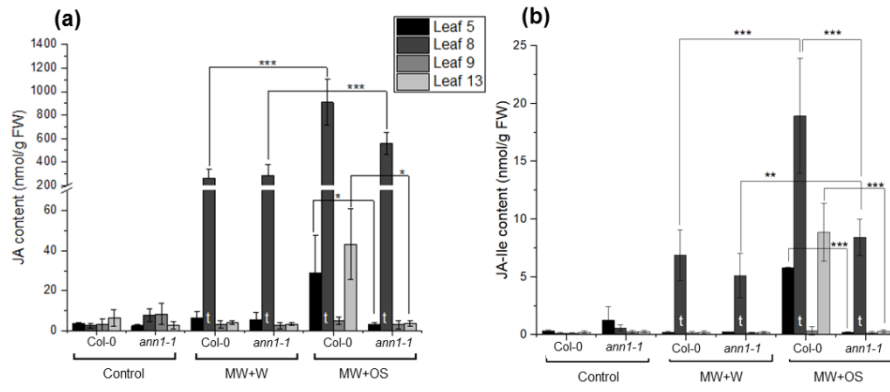 (a)
Leaf 5
Leaf 8
Leaf 9
Leaf 13
JA content (nmol/g FW)
1400
1200
1000
800
600
400
200
60
40
20
0
***
***
*
*
t
t
t
t
Col-0
ann1-1
Col-0
ann1-1
Col-0
ann1-1
Control
MW+W
MW+OS
(b)
JA-Ile content (nmol/g FW)
25
20
15
10
5
0
***
***
**
***
***
t
t
t
t
Col-0
ann1-1
Col-0
ann1-1
Col-0
ann1-1
Control
MW+W
MW+OS